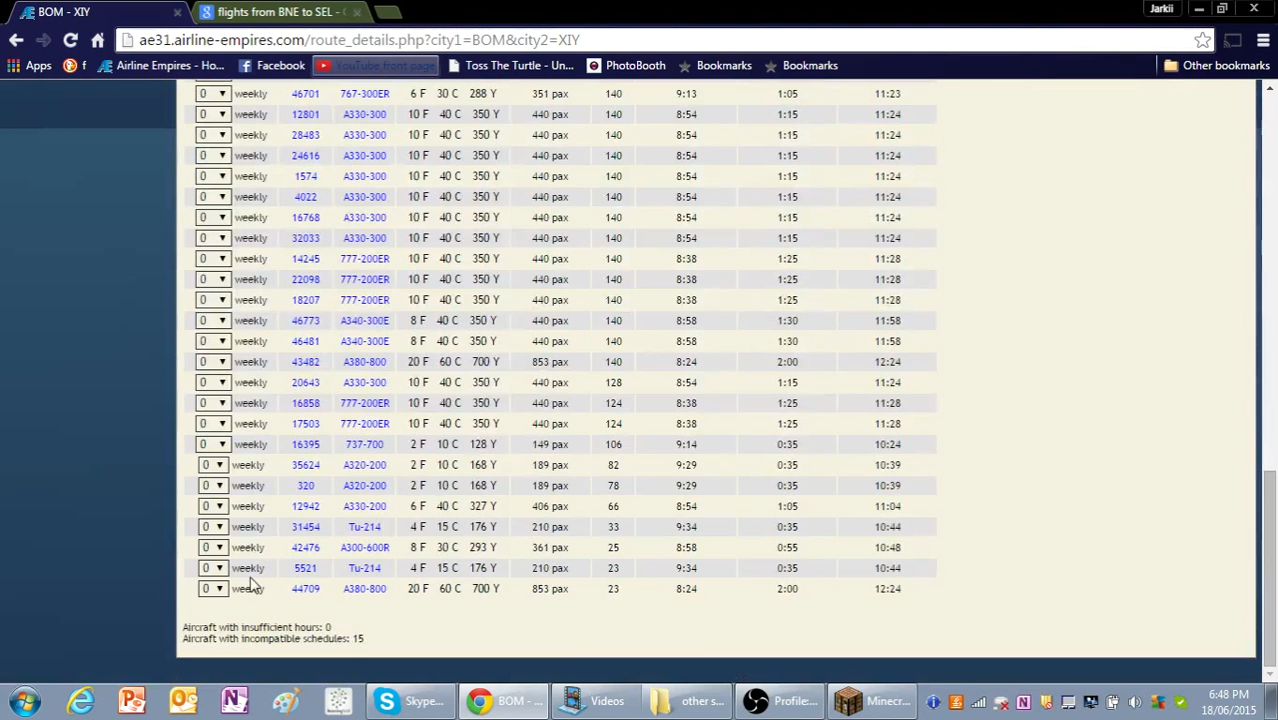 BOM - XIY
flights from BNE to SEL -
Jarkii
ae31.airline-empires.com/route_details.php?city1=BOM&city2=XIY
Apps
f
Airline Empires - Ho...
Facebook
YouTube front page
Toss The Turtle - Un...
PhotoBooth
Bookmarks
Bookmarks
Other bookmarks
0 weekly 46701 767-300ER 6 F 30 C 288 Y 351 pax 140 9:13 1:05 11:23
0 weekly 12801 A330-300 10 F 40 C 350 Y 440 pax 140 8:54 1:15 11:24
0 weekly 28483 A330-300 10 F 40 C 350 Y 440 pax 140 8:54 1:15 11:24
0 weekly 24616 A330-300 10 F 40 C 350 Y 440 pax 140 8:54 1:15 11:24
0 weekly 1574 A330-300 10 F 40 C 350 Y 440 pax 140 8:54 1:15 11:24
0 weekly 4022 A330-300 10 F 40 C 350 Y 440 pax 140 8:54 1:15 11:24
0 weekly 16768 A330-300 10 F 40 C 350 Y 440 pax 140 8:54 1:15 11:24
0 weekly 32033 A330-300 10 F 40 C 350 Y 440 pax 140 8:54 1:15 11:24
0 weekly 14245 777-200ER 10 F 40 C 350 Y 440 pax 140 8:38 1:25 11:28
0 weekly 22098 777-200ER 10 F 40 C 350 Y 440 pax 140 8:38 1:25 11:28
0 weekly 18207 777-200ER 10 F 40 C 350 Y 440 pax 140 8:38 1:25 11:28
0 weekly 46773 A340-300E 8 F 40 C 350 Y 440 pax 140 8:58 1:30 11:58
0 weekly 46481 A340-300E 8 F 40 C 350 Y 440 pax 140 8:58 1:30 11:58
0 weekly 43482 A380-800 20 F 60 C 700 Y 853 pax 140 8:24 2:00 12:24
0 weekly 20643 A330-300 10 F 40 C 350 Y 440 pax 128 8:54 1:15 11:24
0 weekly 16858 777-200ER 10 F 40 C 350 Y 440 pax 124 8:38 1:25 11:28
0 weekly 17503 777-200ER 10 F 40 C 350 Y 440 pax 124 8:38 1:25 11:28
0 weekly 16395 737-700 2 F 10 C 128 Y 149 pax 106 9:14 0:35 10:24
0 weekly 35624 A320-200 2 F 10 C 168 Y 189 pax 82 9:29 0:35 10:39
0 weekly 320 A320-200 2 F 10 C 168 Y 189 pax 78 9:29 0:35 10:39
0 weekly 12942 A330-200 6 F 40 C 327 Y 406 pax 66 8:54 1:05 11:04
0 weekly 31454 Tu-214 4 F 15 C 176 Y 210 pax 33 9:34 0:35 10:44
0 weekly 42476 A300-600R 8 F 30 C 293 Y 361 pax 25 8:58 0:55 10:48
0 weekly 5521 Tu-214 4 F 15 C 176 Y 210 pax 23 9:34 0:35 10:44
0 weekly 44709 A380-800 20 F 60 C 700 Y 853 pax 23 8:24 2:00 12:24
Aircraft with insufficient hours: 0
Aircraft with incompatible schedules: 15
Skype...
BOM - ...
Videos
other s...
Profile:...
Minecr...
6:48 PM
18/06/2015